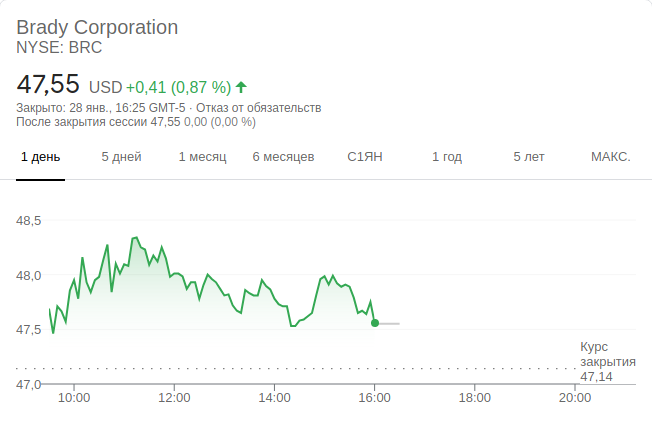 Brady Corporation
NYSE: BRC
47,55 USD +0,41 (0,87 %)
Закрыто: 28 янв., 16:25 GMT-5 · Отказ от обязательств
После закрытия сессии 47,55 0,00 (0,00 %)
1 день 5 дней 1 месяц 6 месяцев С1ЯН 1 год 5 лет МАКС.
48,5
48,0
47,5
Курс
закрытия
47,14
47,0
10:00 12:00 14:00 16:00 18:00 20:00